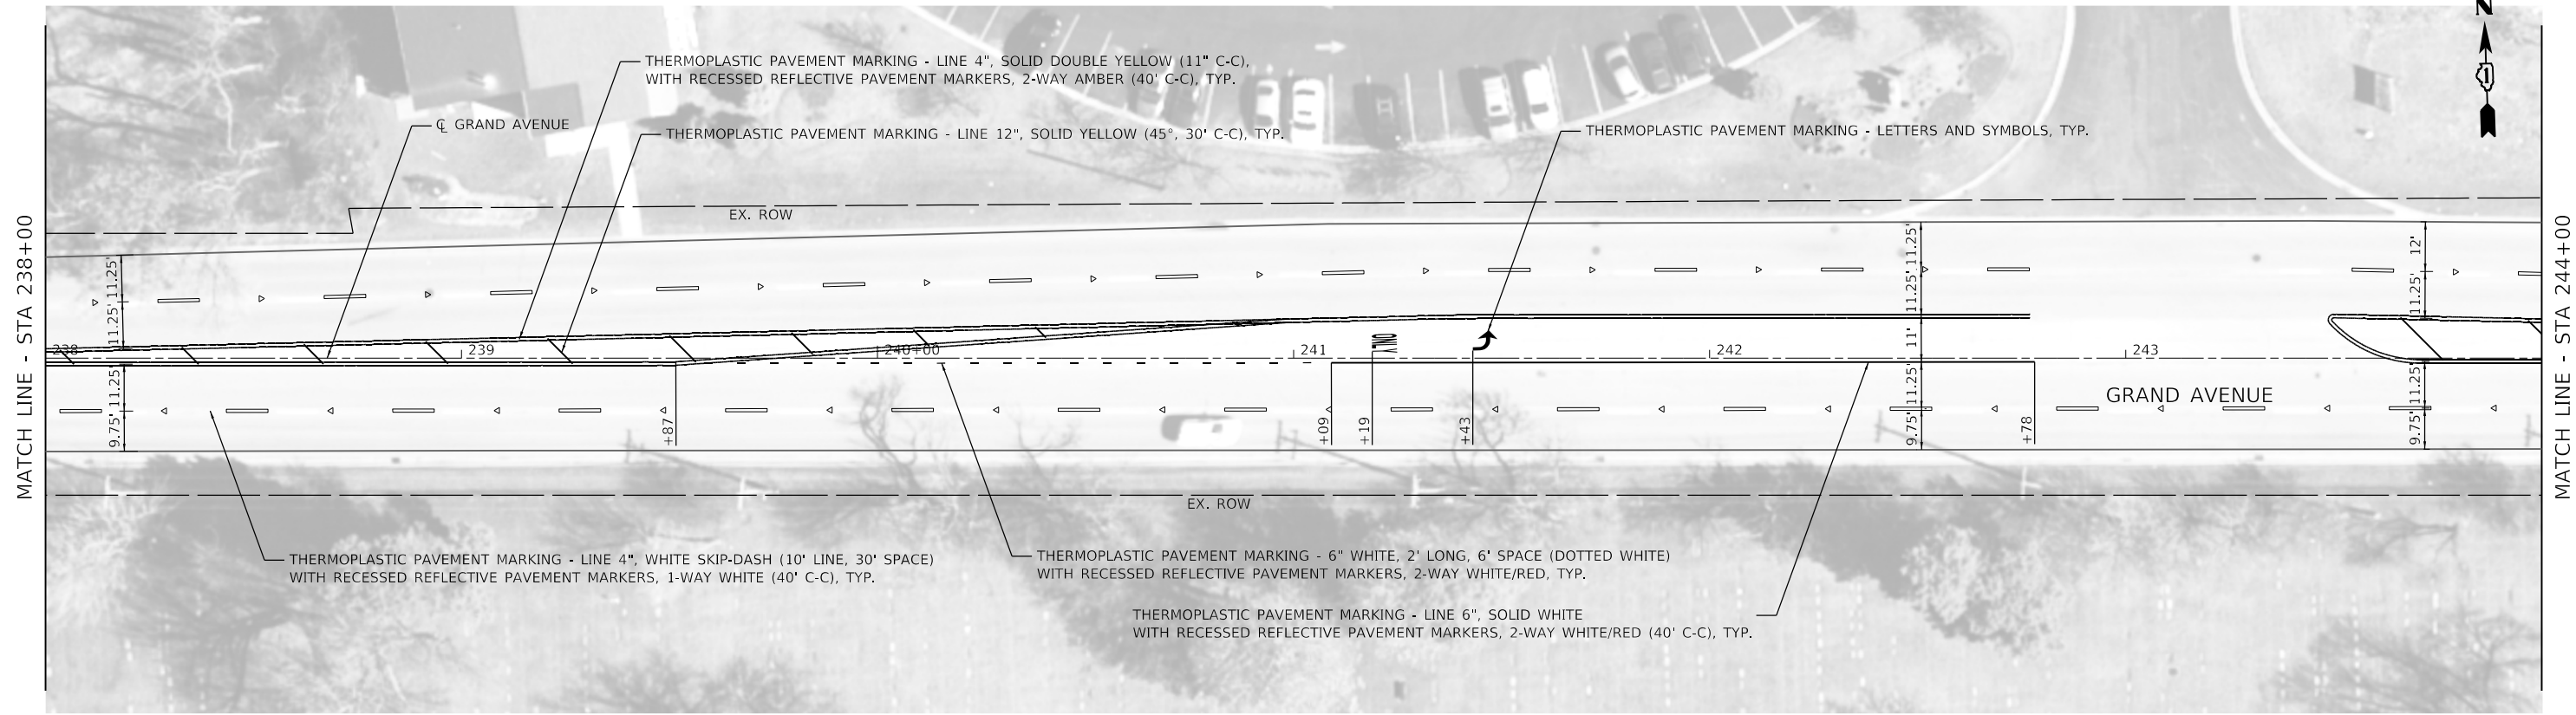 N
1
THERMOPLASTIC PAVEMENT MARKING - LINE 4", SOLID DOUBLE YELLOW (11" C-C),
WITH RECESSED REFLECTIVE PAVEMENT MARKERS, 2-WAY AMBER (40' C-C), TYP.
℄ GRAND AVENUE
THERMOPLASTIC PAVEMENT MARKING - LINE 12", SOLID YELLOW (45°, 30' C-C), TYP.
THERMOPLASTIC PAVEMENT MARKING - LETTERS AND SYMBOLS, TYP.
EX. ROW
MATCH LINE - STA 238+00
MATCH LINE - STA 244+00
11.25'
11.25'
11.25'
9.75'
11.25'
11.25'
11'
11.25'
9.75'
12'
11.25'
11.25'
9.75'
238
239
240+00
241
242
243
+87
+09
+19
+43
+78
GRAND AVENUE
EX. ROW
THERMOPLASTIC PAVEMENT MARKING - LINE 4", WHITE SKIP-DASH (10' LINE, 30' SPACE)
WITH RECESSED REFLECTIVE PAVEMENT MARKERS, 1-WAY WHITE (40' C-C), TYP.
THERMOPLASTIC PAVEMENT MARKING - 6" WHITE, 2' LONG, 6' SPACE (DOTTED WHITE)
WITH RECESSED REFLECTIVE PAVEMENT MARKERS, 2-WAY WHITE/RED, TYP.
THERMOPLASTIC PAVEMENT MARKING - LINE 6", SOLID WHITE
WITH RECESSED REFLECTIVE PAVEMENT MARKERS, 2-WAY WHITE/RED (40' C-C), TYP.